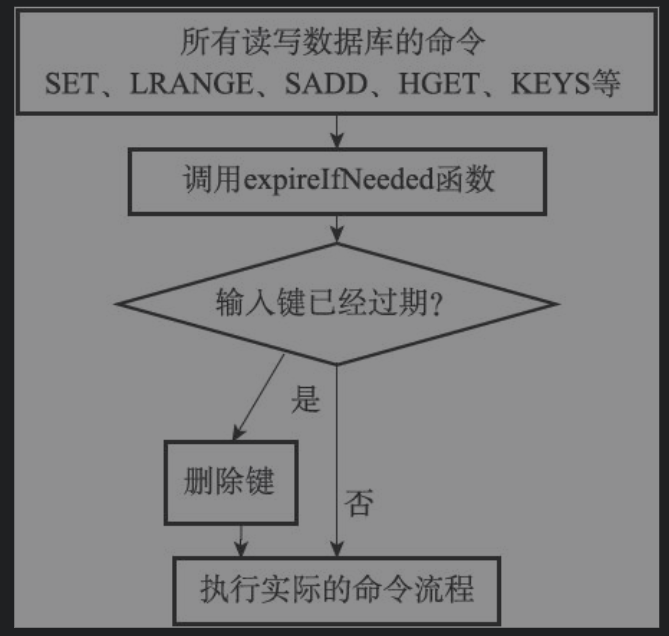 所有读写数据库的命令
SET、LRANGE、SADD、HGET、KEYS等
调用expireIfNeeded函数
输入键已经过期?
是
删除键
否
执行实际的命令流程